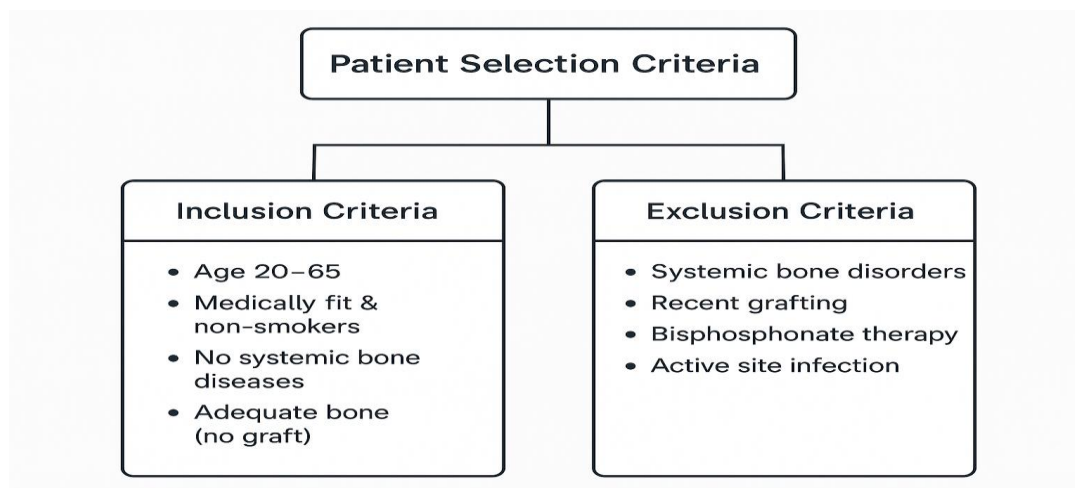 Patient Selection Criteria
Inclusion Criteria
• Age 20–65
• Medically fit &
non-smokers
• No systemic bone
diseases
• Adequate bone
(no graft)
Exclusion Criteria
• Systemic bone disorders
• Recent grafting
• Bisphosphonate therapy
• Active site infection